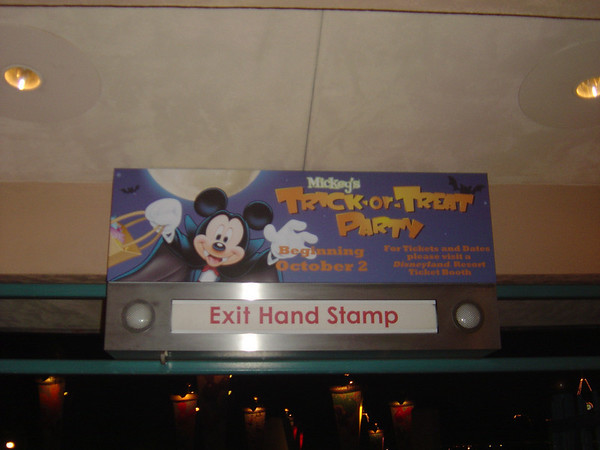 Mickey's
TRICK-OR-TREAT
PARTY
Beginning
October 2
For Tickets and Dates
please visit a
Disneyland Resort
Ticket Booth
Exit Hand Stamp